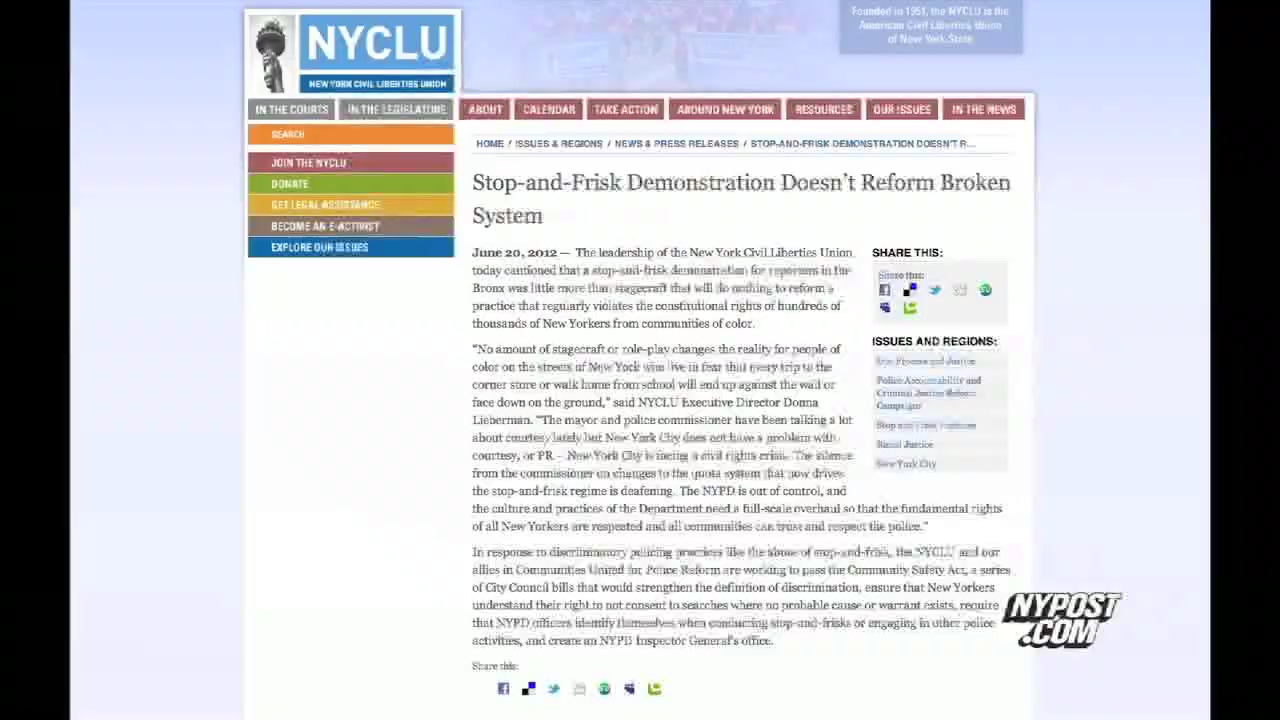 Founded in 1951, the NYCLU is the
American Civil Liberties Union
of New York State
NYCLU
NEW YORK CIVIL LIBERTIES UNION
IN THE COURTS
IN THE LEGISLATURE
ABOUT
CALENDAR
TAKE ACTION
AROUND NEW YORK
RESOURCES
OUR ISSUES
IN THE NEWS
SEARCH
JOIN THE NYCLU
DONATE
GET LEGAL ASSISTANCE
BECOME AN E-ACTIVIST
EXPLORE OUR ISSUES
HOME / ISSUES & REGIONS / NEWS & PRESS RELEASES / STOP-AND-FRISK DEMONSTRATION DOESN'T R...
Stop-and-Frisk Demonstration Doesn't Reform Broken
System
June 20, 2012 — The leadership of the New York Civil Liberties Union
today cautioned that a stop-and-frisk demonstration for reporters in the
Bronx was little more than stagecraft that will do nothing to reform a
practice that regularly violates the constitutional rights of hundreds of
thousands of New Yorkers from communities of color.
"No amount of stagecraft or role-play changes the reality for people of
color on the streets of New York who live in fear that every trip to the
corner store or walk home from school will end up against the wall or
face down on the ground," said NYCLU Executive Director Donna
Lieberman. "The mayor and police commissioner have been talking a lot
about courtesy lately but New York City does not have a problem with
courtesy, or PR – New York City is facing a civil rights crisis. The silence
from the commissioner on changes to the quota system that now drives
the stop-and-frisk regime is deafening. The NYPD is out of control, and
the culture and practices of the Department need a full-scale overhaul so that the fundamental rights
of all New Yorkers are respected and all communities can trust and respect the police."
In response to discriminatory policing practices like the abuse of stop-and-frisk, the NYCLU and our
allies in Communities United for Police Reform are working to pass the Community Safety Act, a series
of City Council bills that would strengthen the definition of discrimination, ensure that New Yorkers
understand their right to not consent to searches where no probable cause or warrant exists, require
that NYPD officers identify themselves when conducting stop-and-frisks or engaging in other police
activities, and create an NYPD Inspector General's office.
Share this:
SHARE THIS:
Share this:
ISSUES AND REGIONS:
Police Accountability and
Criminal Justice Reform
Campaigns
Racial Justice
New York City
NYPOST
.COM